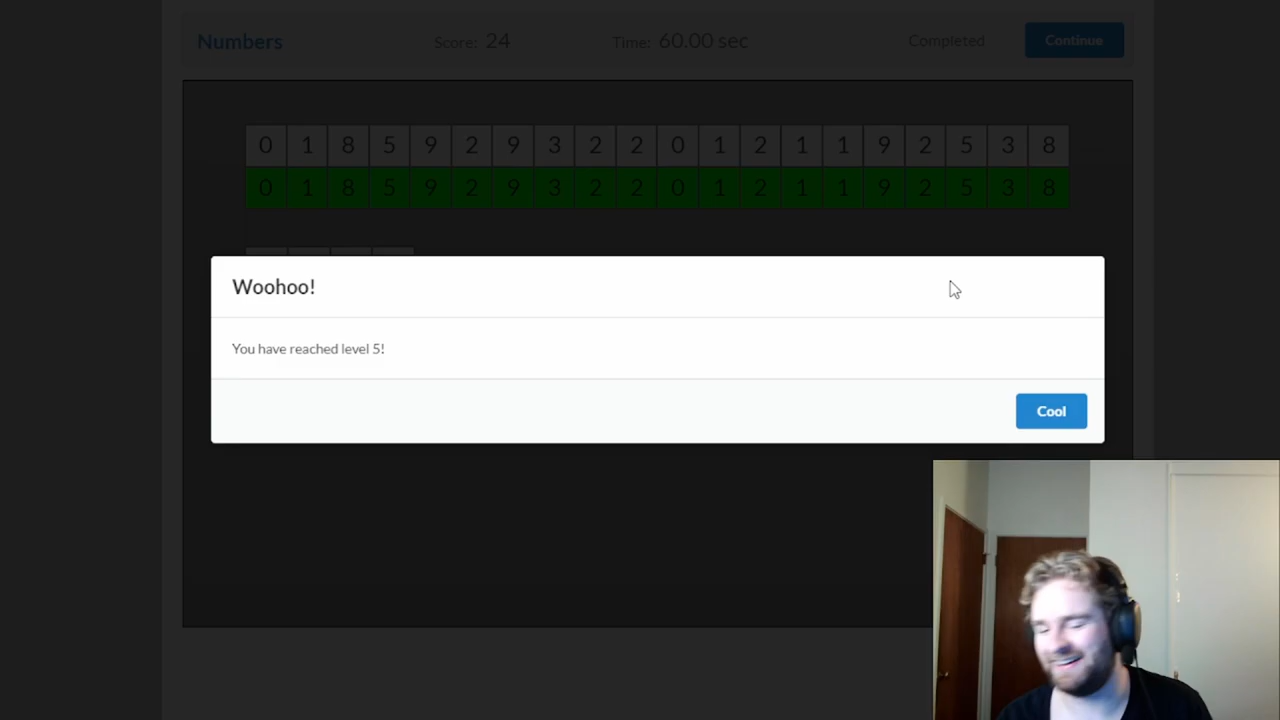 Numbers Score: 24 Time: 60.00 sec Completed Continue
0 1 8 5 9 2 9 3 2 2 0 1 2 1 1 9 2 5 3 8
0 1 8 5 9 2 9 3 2 2 0 1 2 1 1 9 2 5 3 8
Woohoo!
You have reached level 5!
Cool